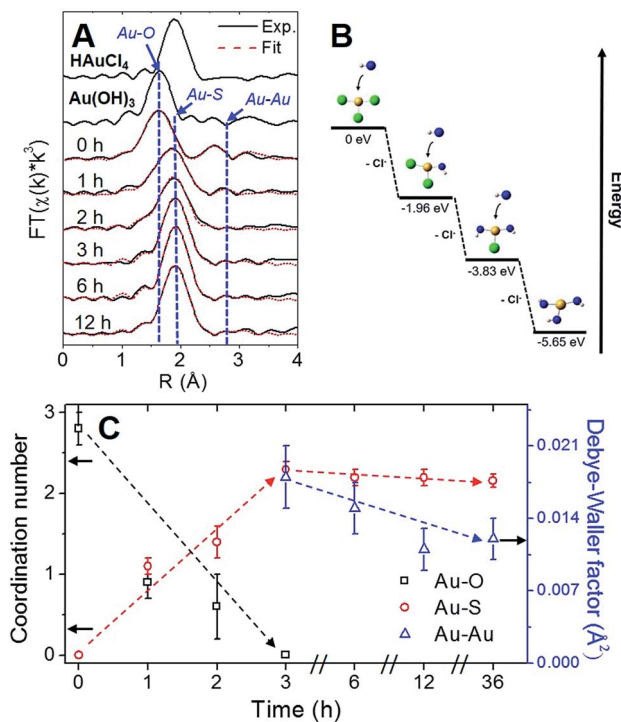 A
Exp.
Fit
Au-O
HAuCl4
Au(OH)3
Au-S
Au-Au
0 h
1 h
2 h
3 h
6 h
12 h
FT(χ(k)*k³)
0 1 2 3 4
R (Å)
B
0 eV
- Cl-
-1.96 eV
- Cl-
-3.83 eV
- Cl-
-5.65 eV
Energy
C
Coordination number
3
2
1
0
0.021
0.014
0.007
0.000
Debye-Waller factor (Å²)
Au-O
Au-S
Au-Au
0 1 2 3 6 12 36
Time (h)